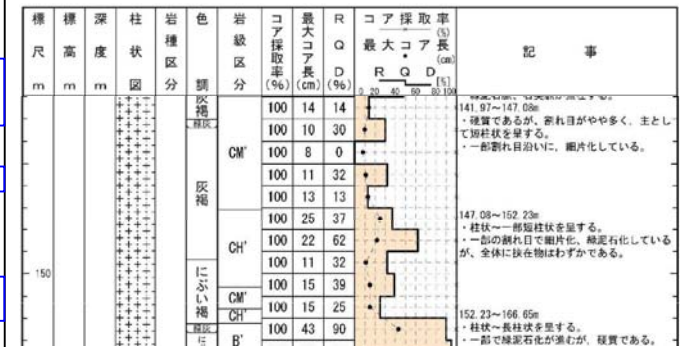 標尺 m
標高 m
深度 m
柱状図
岩種区分
色調
岩級区分
コア採取率(%)
最大コア長(cm)
RQD(%)
コア採取率(%)
最大コア長(cm)
RQD[%]
0 20 40 60 80 100
記事
灰褐
100 14 14
141.97～147.08m
緑灰
100 10 30
・硬質であるが、割れ目がやや多く、主とし
て短柱状を呈する。
CM'
100 8 0
・一部割れ目沿いに、細片化している。
100 11 32
灰褐
100 13 13
147.08～152.23m
100 25 37
・柱状～一部短柱状を呈する。
CH'
100 22 62
・一部の割れ目で細片化、緑泥石化している
が、全体に挟在物はわずかである。
100 11 32
150
にぶい褐
100 15 39
CM'
100 15 25
CH'
152.23～166.65m
緑灰
100 43 90
・柱状～長柱状を呈する。
に
B'
・一部で緑泥石化が進むが、硬質である。